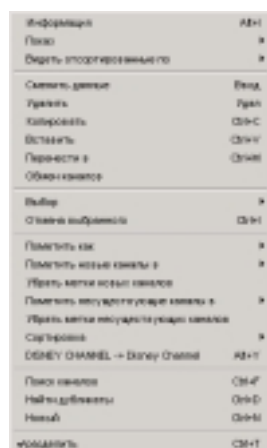 Информация Alt+I
Показ
Видеть отсортированные по
Сменить данные Ввод
Удалить Удал
Копировать Ctrl+C
Вставить Ctrl+V
Перенести в Ctrl+M
Обмен каналов
Выбор
Отмена выбранного Ctrl+I
Пометить как
Пометить новые каналы в
Убрать метки новых каналов
Пометить несуществующие каналы в
Убрать метки несуществующих каналов
Сортировка
DISNEY CHANNEL -> Disney Channel Alt+Y
Поиск каналов Ctrl+F
Найти дубликаты Ctrl+D
Новый Ctrl+N
Ctrl+T